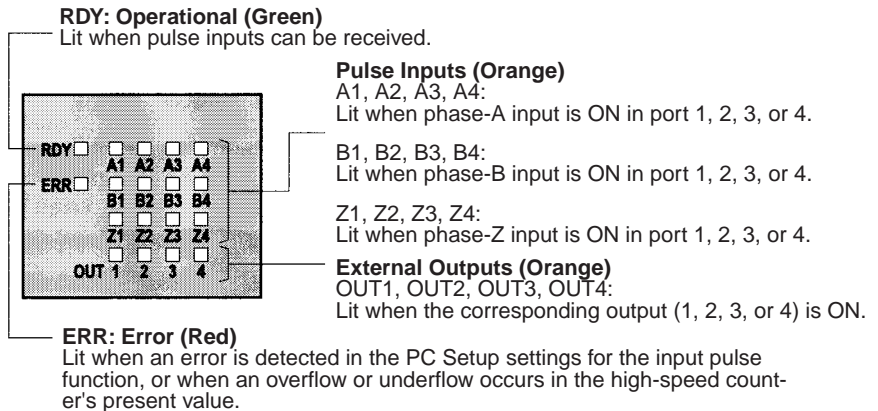 RDY: Operational (Green)
Lit when pulse inputs can be received.
Pulse Inputs (Orange)
A1, A2, A3, A4:
Lit when phase-A input is ON in port 1, 2, 3, or 4.
B1, B2, B3, B4:
Lit when phase-B input is ON in port 1, 2, 3, or 4.
Z1, Z2, Z3, Z4:
Lit when phase-Z input is ON in port 1, 2, 3, or 4.
External Outputs (Orange)
OUT1, OUT2, OUT3, OUT4:
Lit when the corresponding output (1, 2, 3, or 4) is ON.
RDY
A1 A2 A3 A4
ERR
B1 B2 B3 B4
Z1 Z2 Z3 Z4
OUT 1 2 3 4
ERR: Error (Red)
Lit when an error is detected in the PC Setup settings for the input pulse
function, or when an overflow or underflow occurs in the high-speed count-
er's present value.